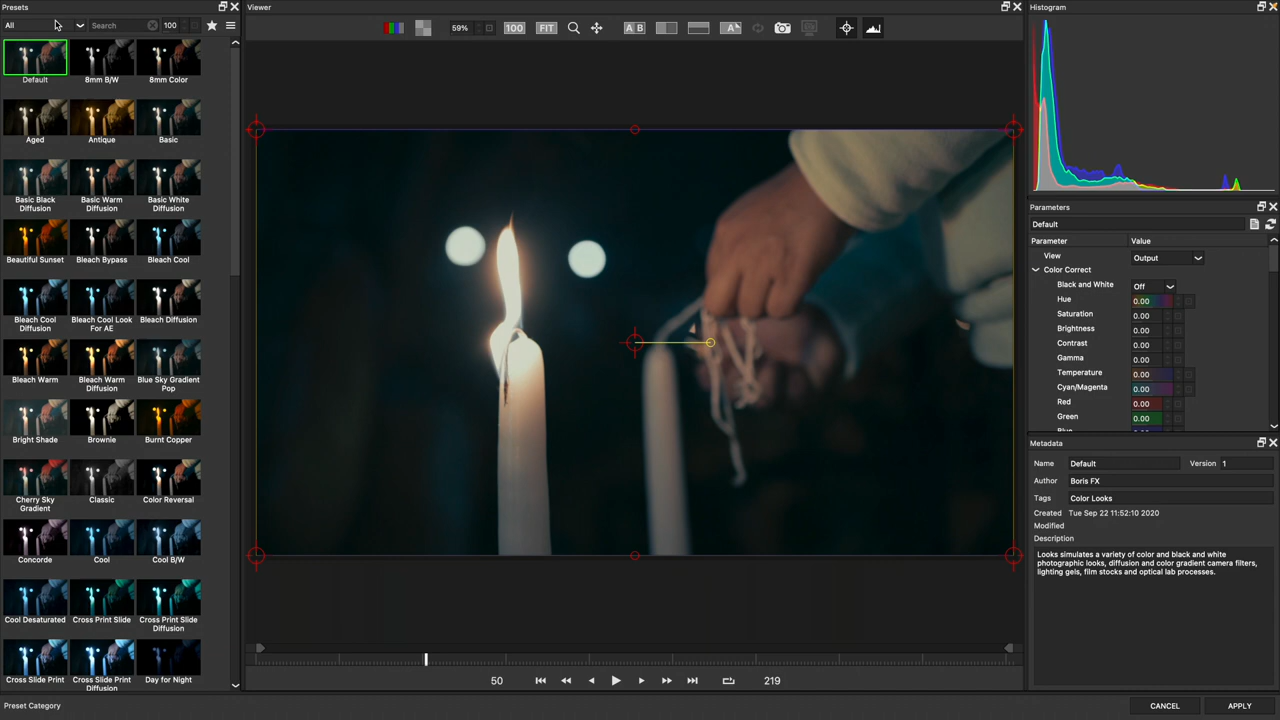 Presets
All
Search
100
Default
8mm B/W
8mm Color
Aged
Antique
Basic
Basic Black
Diffusion
Basic Warm
Diffusion
Basic White
Diffusion
Beautiful Sunset
Bleach Bypass
Bleach Cool
Bleach Cool
Diffusion
Bleach Cool Look
For AE
Bleach Diffusion
Bleach Warm
Bleach Warm
Diffusion
Blue Sky Gradient
Pop
Bright Shade
Brownie
Burnt Copper
Cherry Sky
Gradient
Classic
Color Reversal
Concorde
Cool
Cool B/W
Cool Desaturated
Cross Print Slide
Cross Print Slide
Diffusion
Cross Slide Print
Cross Slide Print
Diffusion
Day for Night
Preset Category
Viewer
59%
100
FIT
A B
A
50
219
Histogram
Parameters
Default
Parameter Value
View Output
Color Correct
Black and White Off
Hue 0.00
Saturation 0.00
Brightness 0.00
Contrast 0.00
Gamma 0.00
Temperature 0.00
Cyan/Magenta 0.00
Red 0.00
Green 0.00
Blue
Metadata
Name Default Version 1
Author Boris FX
Tags Color Looks
Created Tue Sep 22 11:52:10 2020
Modified
Description
Looks simulates a variety of color and black and white
photographic looks, diffusion and color gradient camera filters,
lighting gels, film stocks and optical lab processes.
CANCEL APPLY